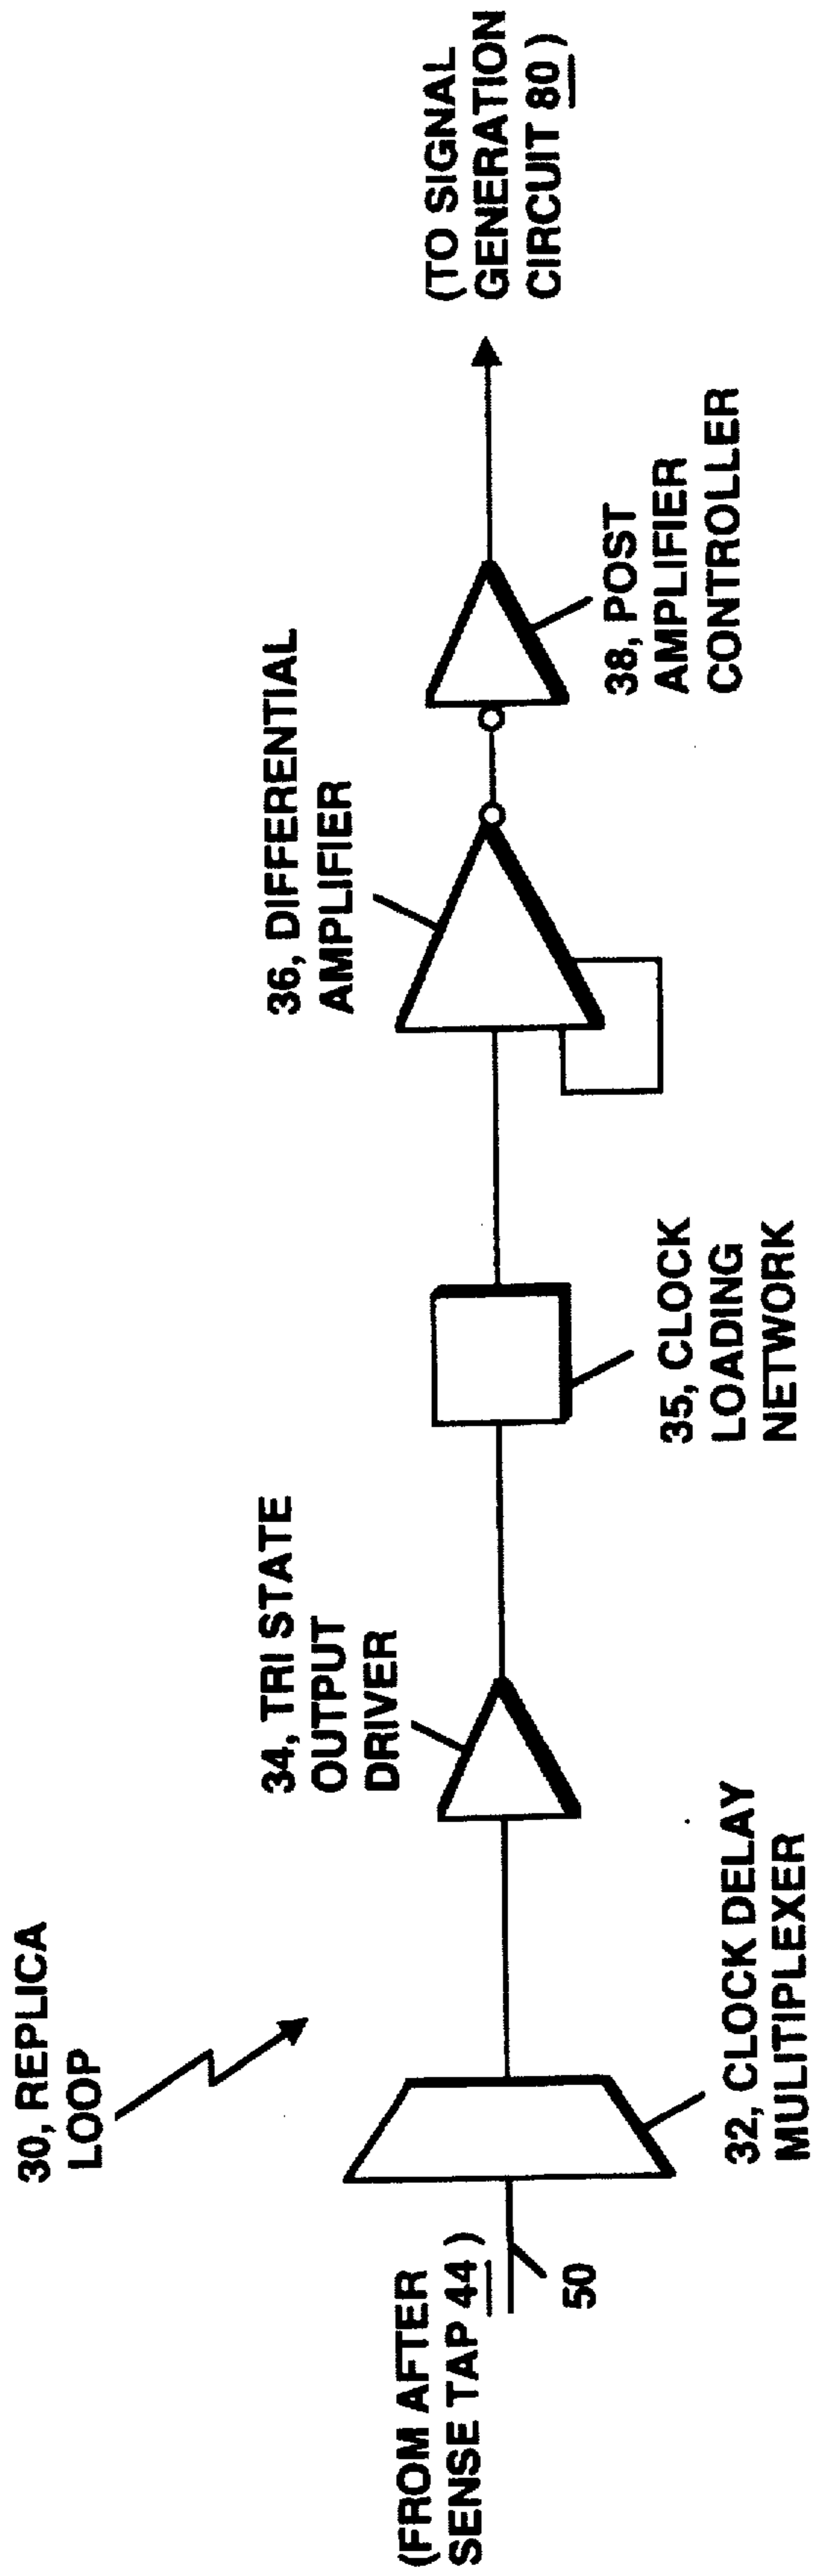 30, REPLICA
LOOP
(FROM AFTER
SENSE TAP 44 )
50
32, CLOCK DELAY
MULITIPLEXER
34, TRI STATE
OUTPUT
DRIVER
35, CLOCK
LOADING
NETWORK
36, DIFFERENTIAL
AMPLIFIER
38, POST
AMPLIFIER
CONTROLLER
(TO SIGNAL
GENERATION
CIRCUIT 80 )